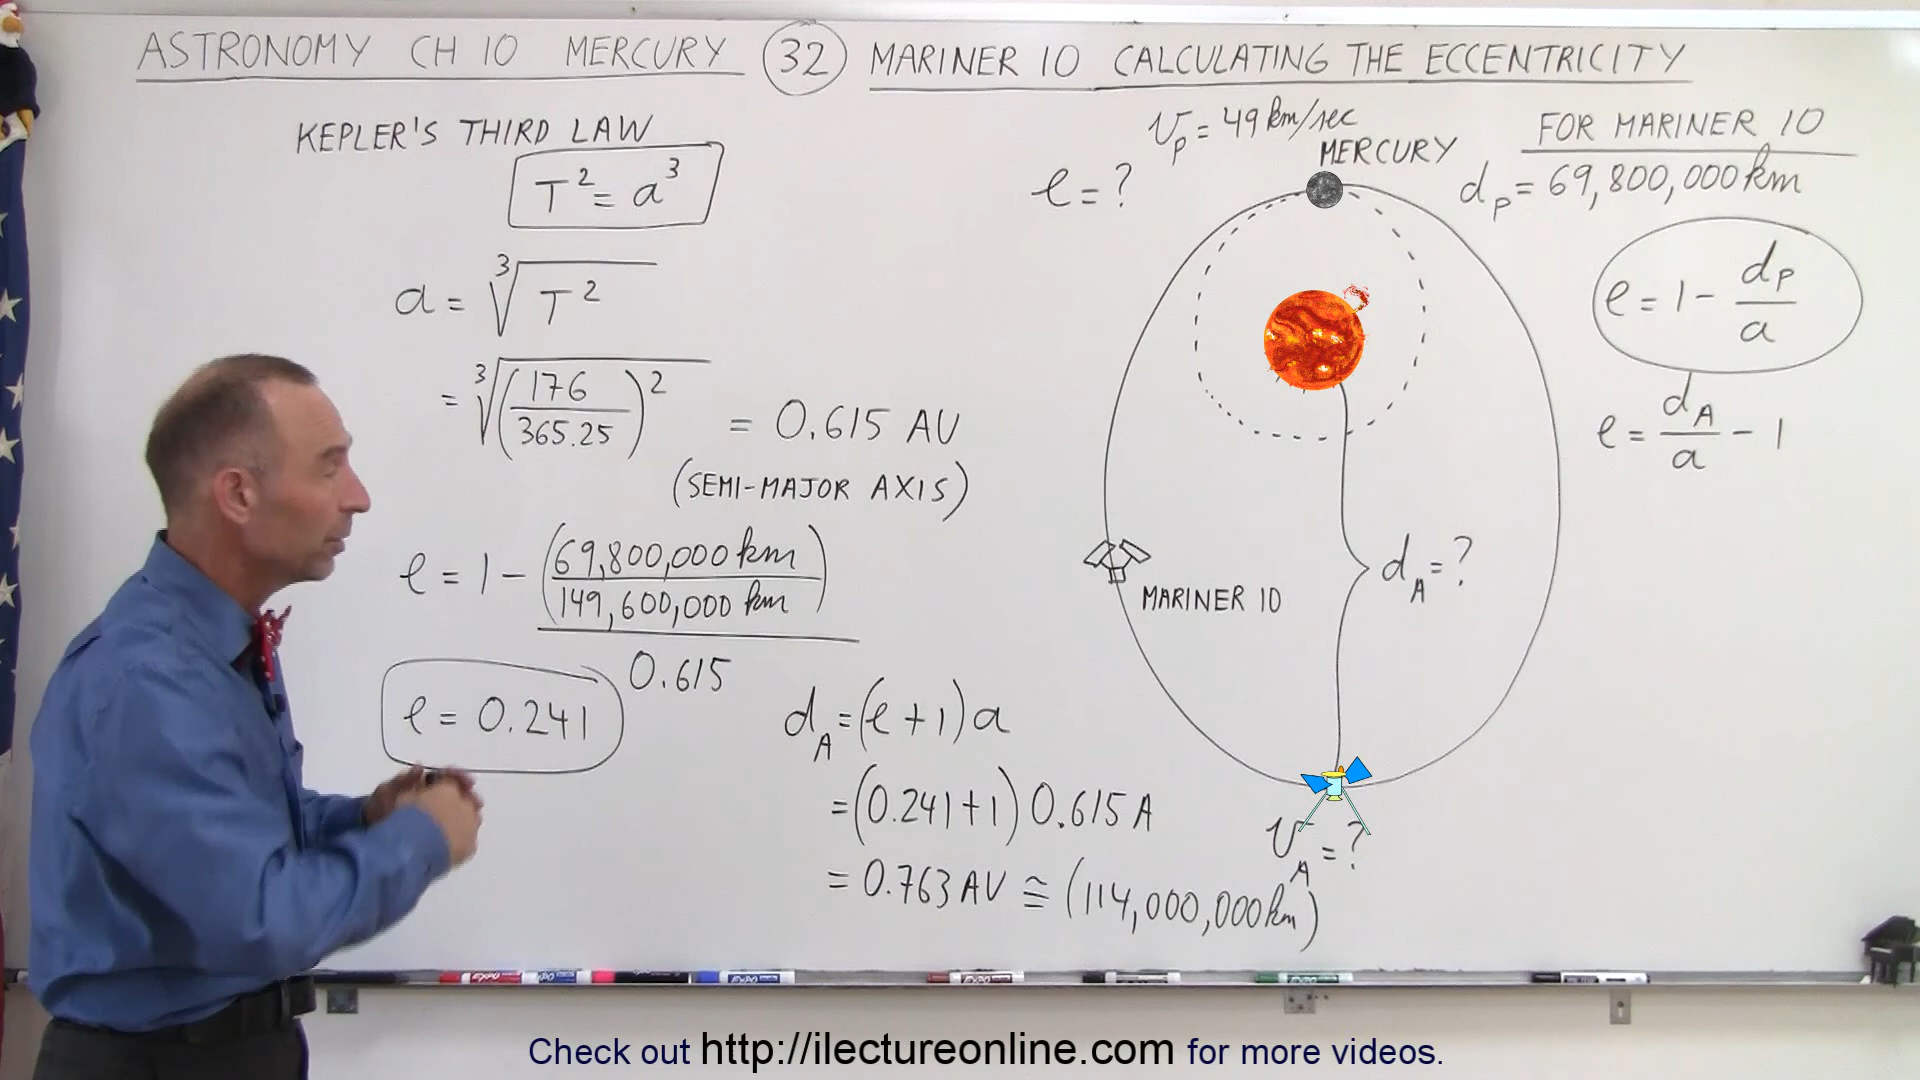 ASTRONOMY CH 10 MERCURY 32 MARINER 10 CALCULATING THE ECCENTRICITY
KEPLER'S THIRD LAW
T² = a³
a = ∛T²
= ∛(176/365.25)² = 0.615 AU
(SEMI-MAJOR AXIS)
e = 1 - (69,800,000 km/149,600,000 km)/0.615
e = 0.241
d_A = (e + 1) a
= (0.241 + 1) 0.615 A
= 0.763 AU ≅ (114,000,000 km)
e = ?
v_p = 49 km/sec
MERCURY
MARINER 10
d_A = ?
v_A = ?
FOR MARINER 10
d_p = 69,800,000 km
e = 1 - d_P/a
e = d_A/a - 1
EXPO
EXPO
EXPO
EXPO
Check out http://ilectureonline.com for more videos.